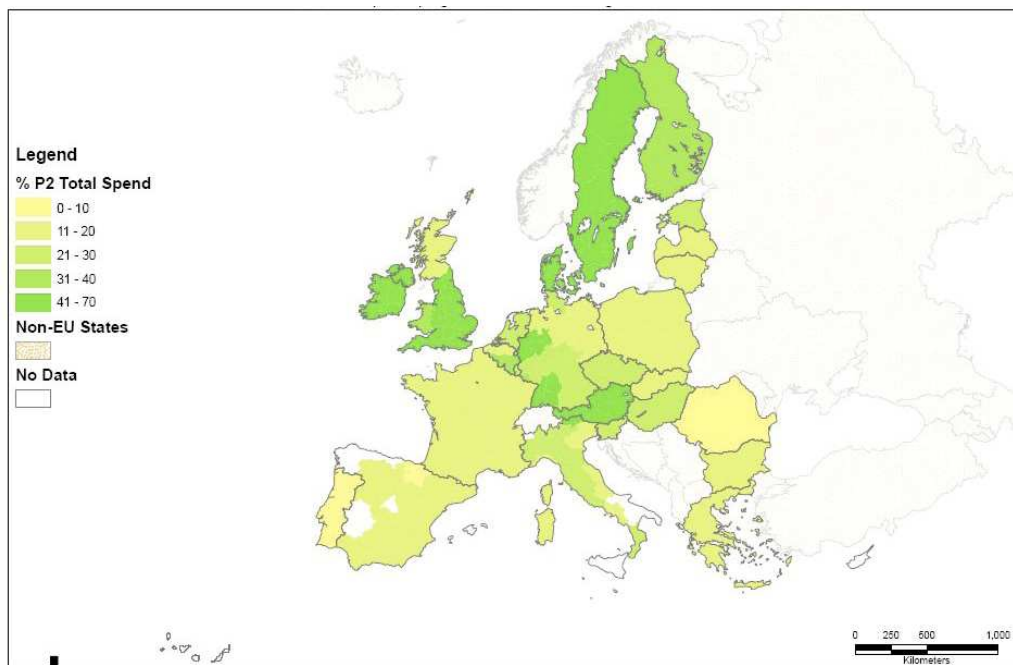 Legend
% P2 Total Spend
0 - 10
11 - 20
21 - 30
31 - 40
41 - 70
Non-EU States
No Data
0 250 500 1,000
Kilometers